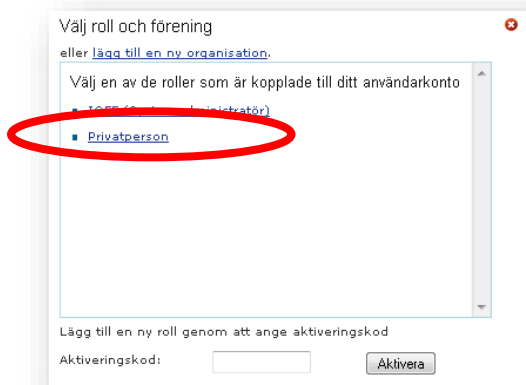 Välj roll och förening
eller lägg till en ny organisation.
Välj en av de roller som är kopplade till ditt användarkonto
Privatperson
Lägg till en ny roll genom att ange aktiveringskod
Aktiveringskod:
Aktivera